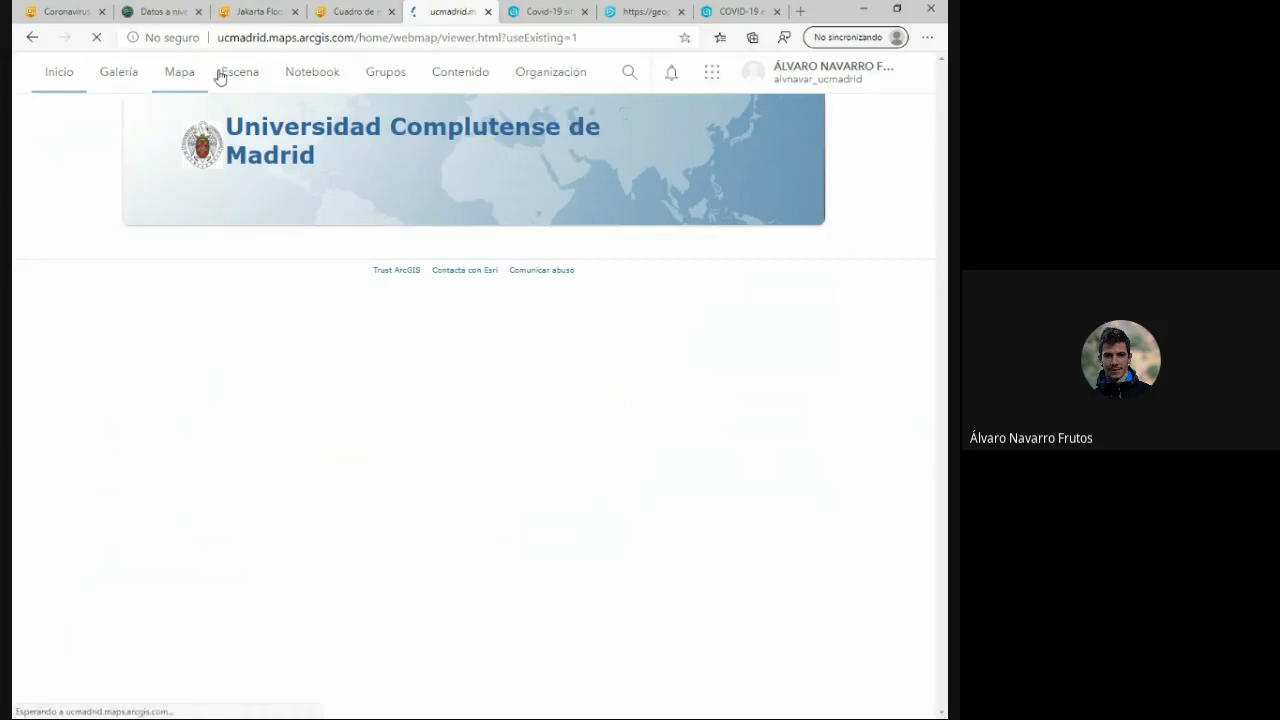 Coronavirus
Datos a nive
Jakarta Floo
Cuadro de
ucmadrid.m
Covid-19 si
https://geo
COVID-19
No seguro
ucmadrid.maps.arcgis.com/home/webmap/viewer.html?useExisting=1
No sincronizando
Inicio
Galería
Mapa
Escena
Notebook
Grupos
Contenido
Organización
ÁLVARO NAVARRO F...
alvnavar_ucmadrid
Universidad Complutense de
Madrid
Trust ArcGIS
Contacta con Esri
Comunicar abuso
Álvaro Navarro Frutos
Esperando a ucmadrid.maps.arcgis.com...